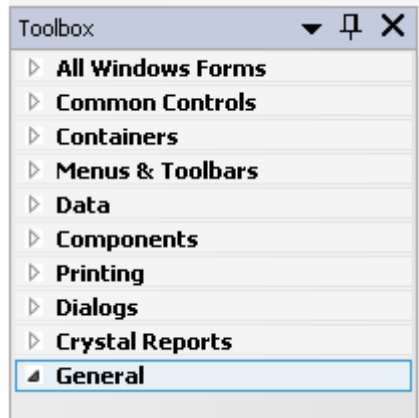 Toolbox
All Windows Forms
Common Controls
Containers
Menus & Toolbars
Data
Components
Printing
Dialogs
Crystal Reports
General